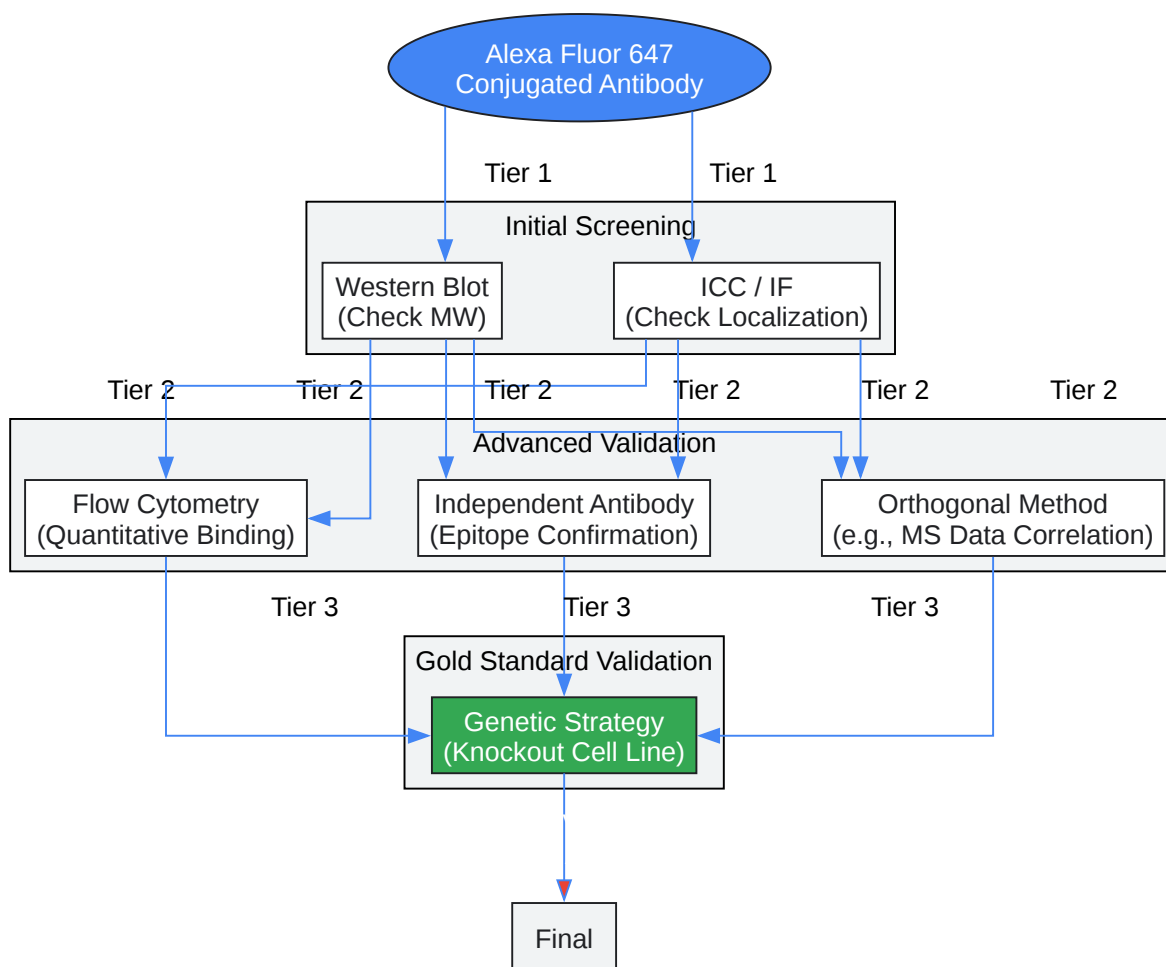 Alexa Fluor 647
Conjugated Antibody
Tier 1
Tier 1
Initial Screening
Western Blot
(Check MW)
ICC / IF
(Check Localization)
Tier 2
Tier 2
Tier 2
Tier 2
Tier 2
Tier 2
Advanced Validation
Flow Cytometry
(Quantitative Binding)
Independent Antibody
(Epitope Confirmation)
Orthogonal Method
(e.g., MS Data Correlation)
Tier 3
Tier 3
Tier 3
Gold Standard Validation
Genetic Strategy
(Knockout Cell Line)
Final